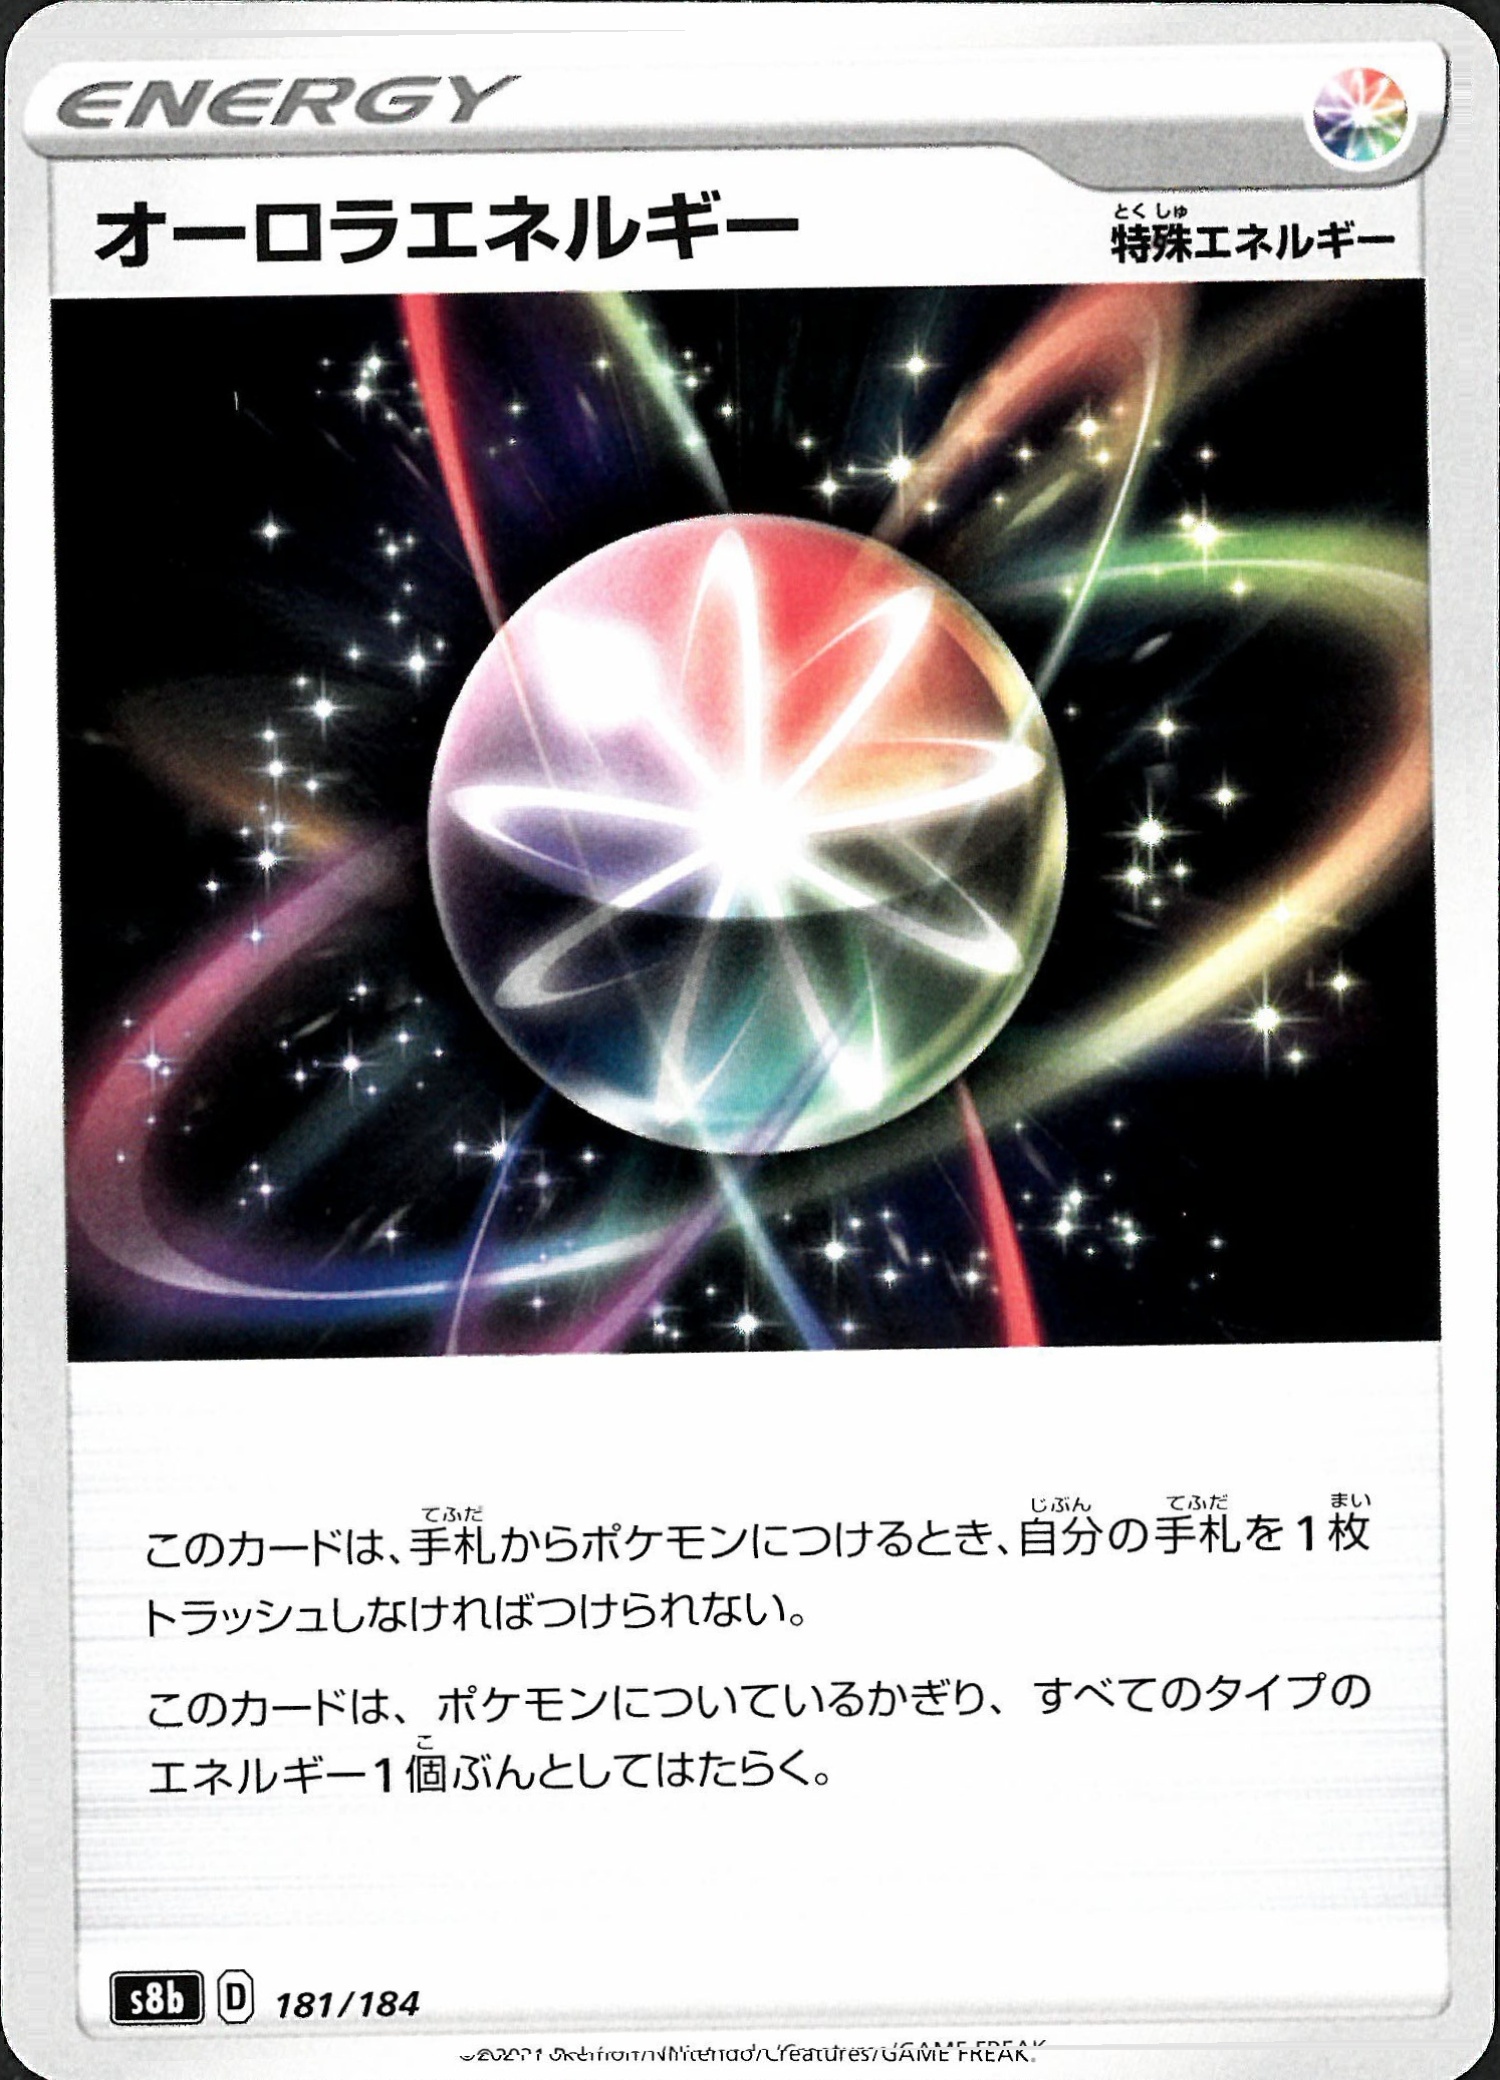 ENERGY
オーロラエネルギー
とくしゅ
特殊エネルギー
てふだ じぶん てふだ まい
このカードは、手札からポケモンにつけるとき、自分の手札を1枚
トラッシュしなければつけられない。
このカードは、ポケモンについているかぎり、すべてのタイプの
こ
エネルギー1個ぶんとしてはたらく。
s8b D 181/184
/Creatures/GAME FREAK.